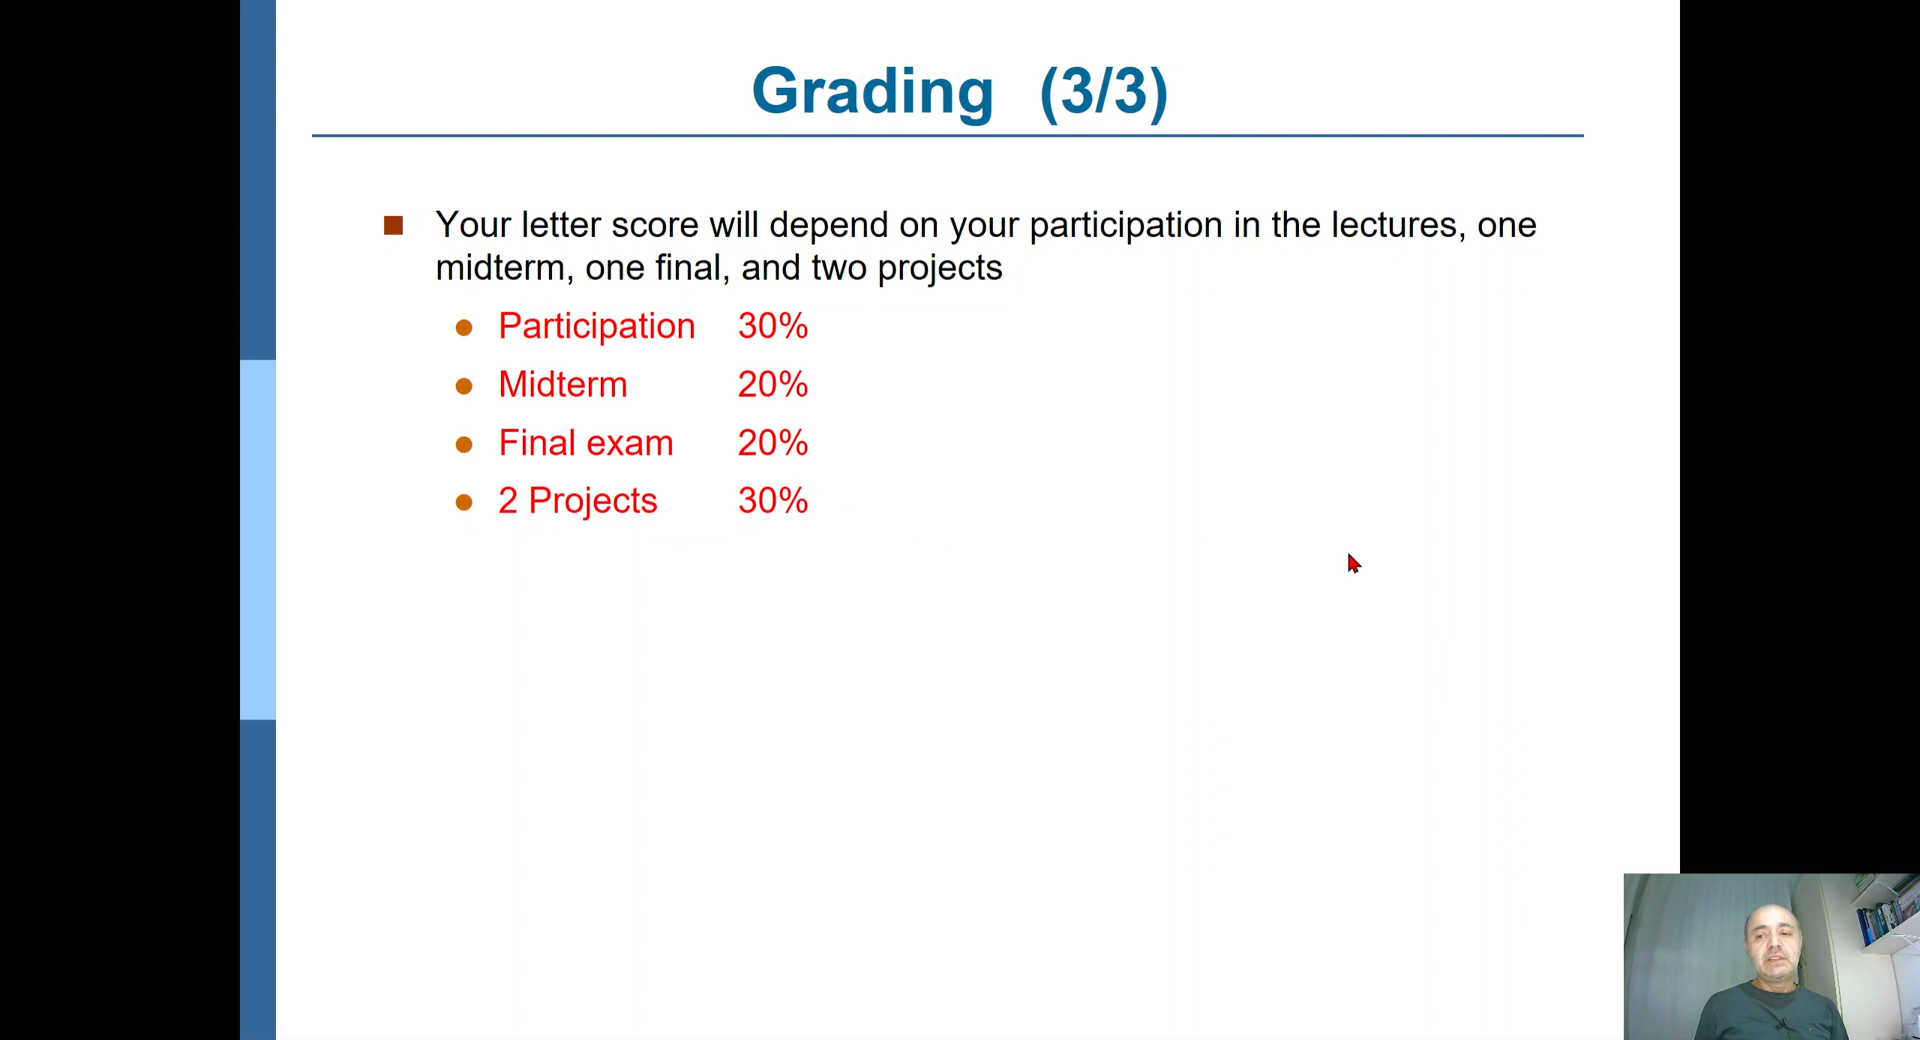 Grading (3/3)
Your letter score will depend on your participation in the lectures, one
midterm, one final, and two projects
Participation 30%
Midterm 20%
Final exam 20%
2 Projects 30%